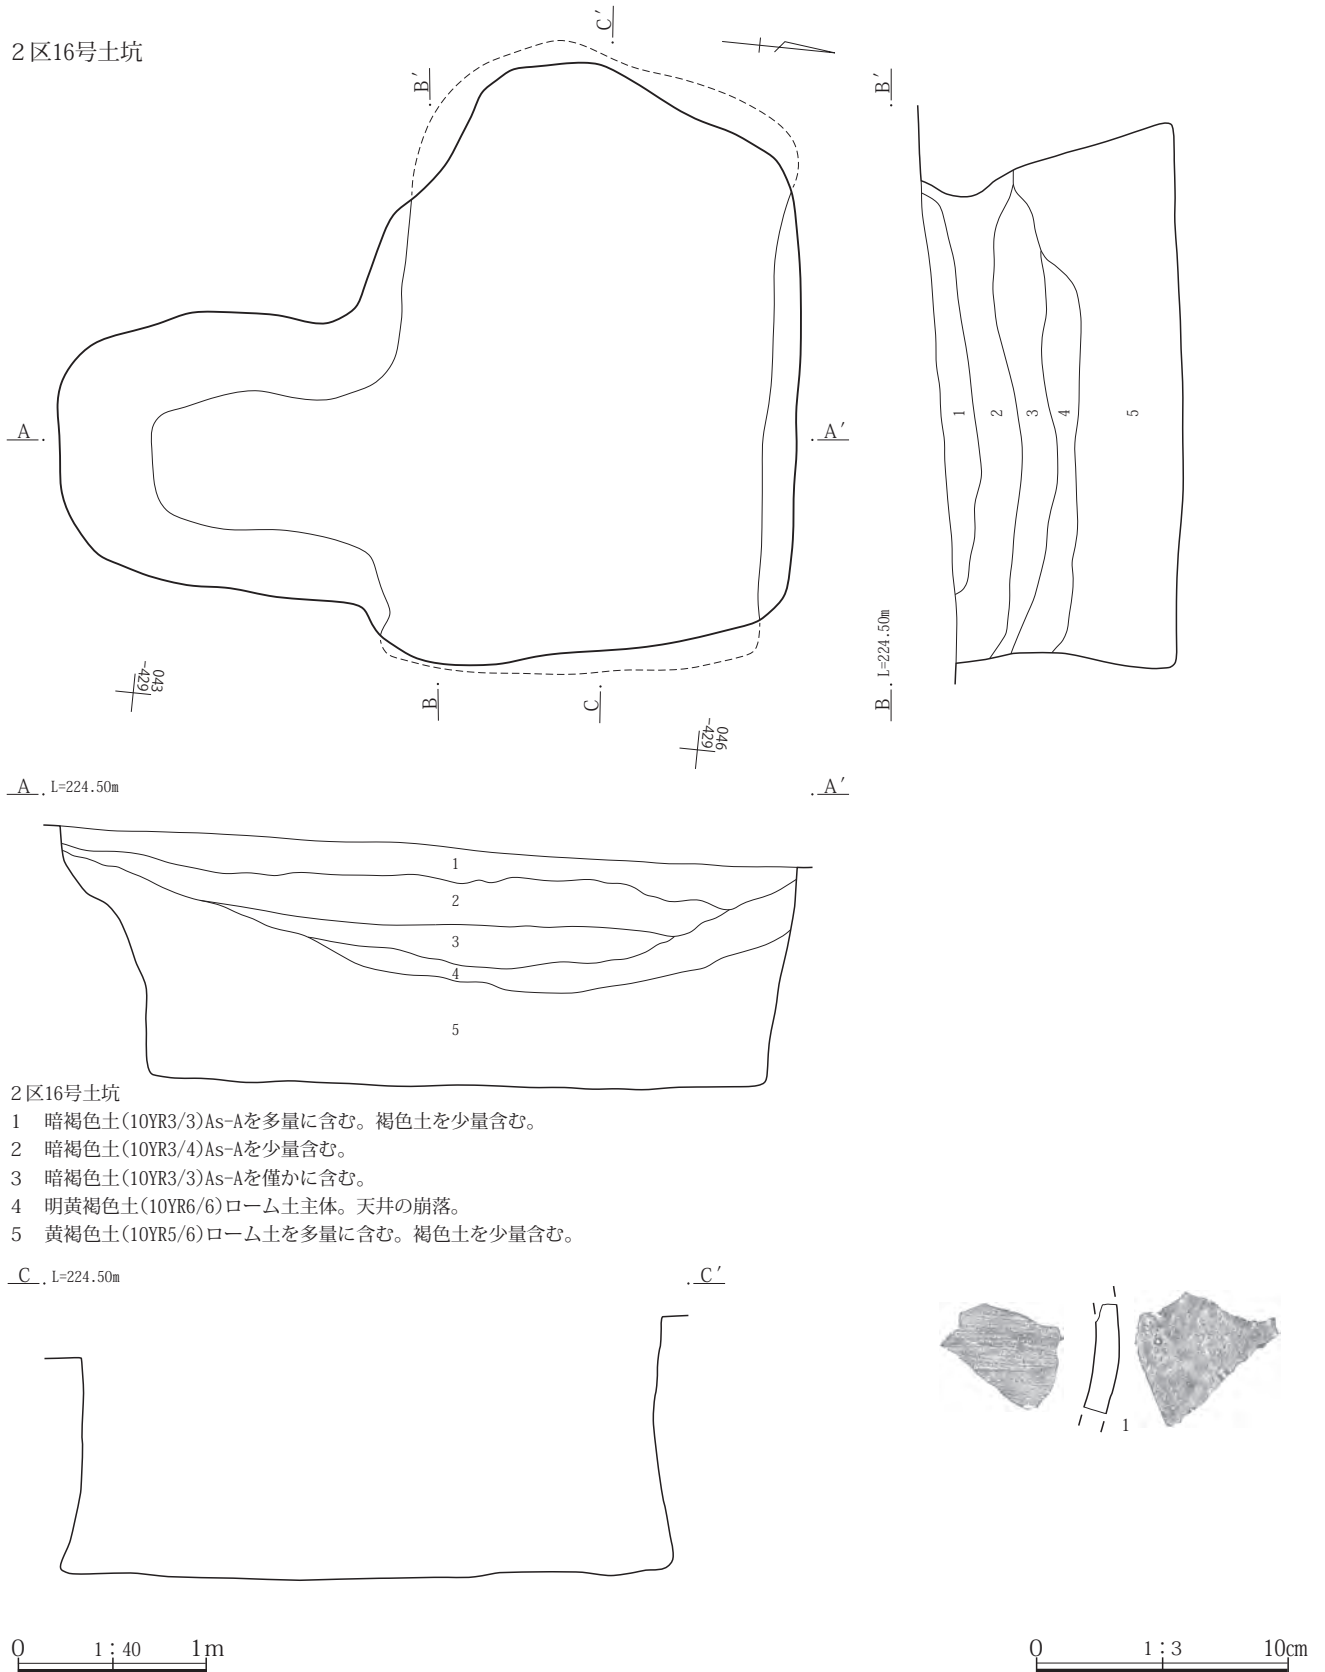 ２区16号土坑
C′
B′
B′
A
A′
1
2
3
4
5
B L=224.50m
B
C
043
-429
046
-429
A L=224.50m
A′
1
2
3
4
5
２区16号土坑
1 暗褐色土(10YR3/3)As-Aを多量に含む。褐色土を少量含む。
2 暗褐色土(10YR3/4)As-Aを少量含む。
3 暗褐色土(10YR3/3)As-Aを僅かに含む。
4 明黄褐色土(10YR6/6)ローム土主体。天井の崩落。
5 黄褐色土(10YR5/6)ローム土を多量に含む。褐色土を少量含む。
C L=224.50m
C′
1
0 1：40 1m
0 1：3 10cm